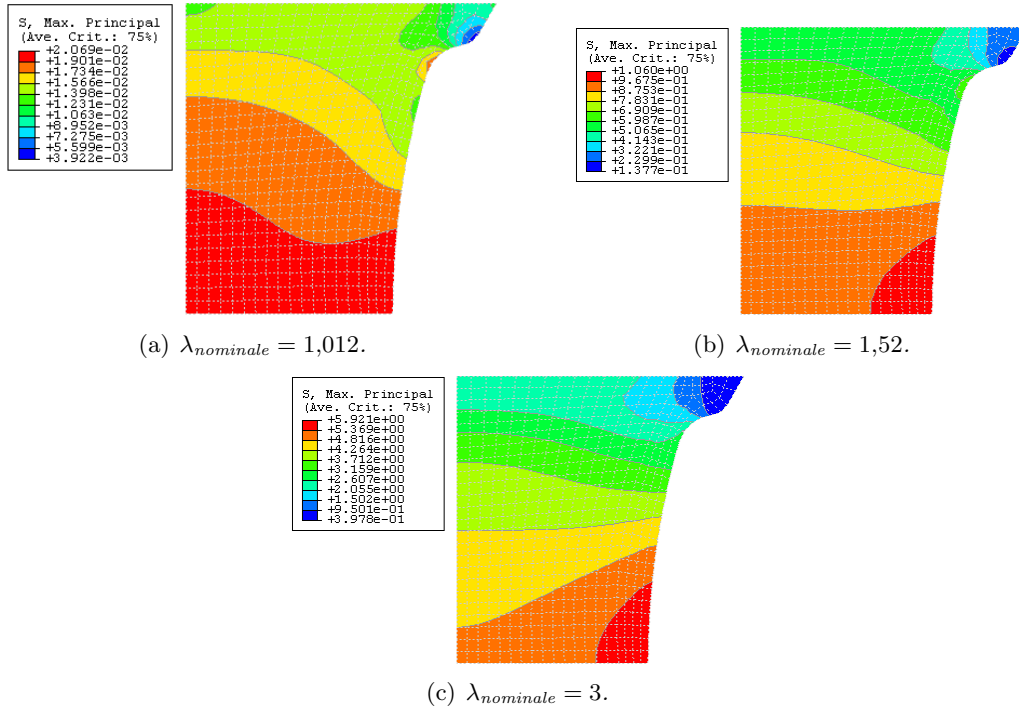 S, Max. Principal
(Ave. Crit.: 75%)
+2.069e-02
+1.901e-02
+1.734e-02
+1.566e-02
+1.398e-02
+1.231e-02
+1.063e-02
+8.952e-03
+7.275e-03
+5.599e-03
+3.922e-03
S, Max. Principal
(Ave. Crit.: 75%)
+1.060e+00
+9.675e-01
+8.753e-01
+7.831e-01
+6.909e-01
+5.987e-01
+5.065e-01
+4.143e-01
+3.221e-01
+2.299e-01
+1.377e-01
(a) λnominale = 1,012.
(b) λnominale = 1,52.
S, Max. Principal
(Ave. Crit.: 75%)
+5.921e+00
+5.369e+00
+4.816e+00
+4.264e+00
+3.712e+00
+3.159e+00
+2.607e+00
+2.055e+00
+1.502e+00
+9.501e-01
+3.978e-01
(c) λnominale = 3.